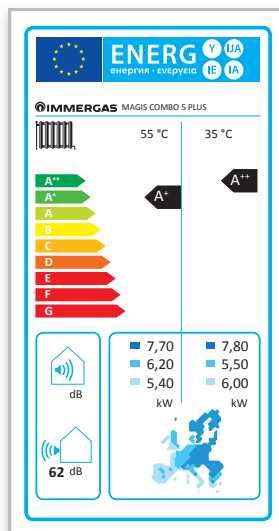 ENERG Y IJA
енергия · ενεργεια IE IA
IMMERGAS MAGIS COMBO 5 PLUS
55 °C 35 °C
A++ A++
A+ A+
A
B
C
D
E
F
G
7,70 7,80
6,20 5,50
dB 5,40 6,00
kW kW
62 dB